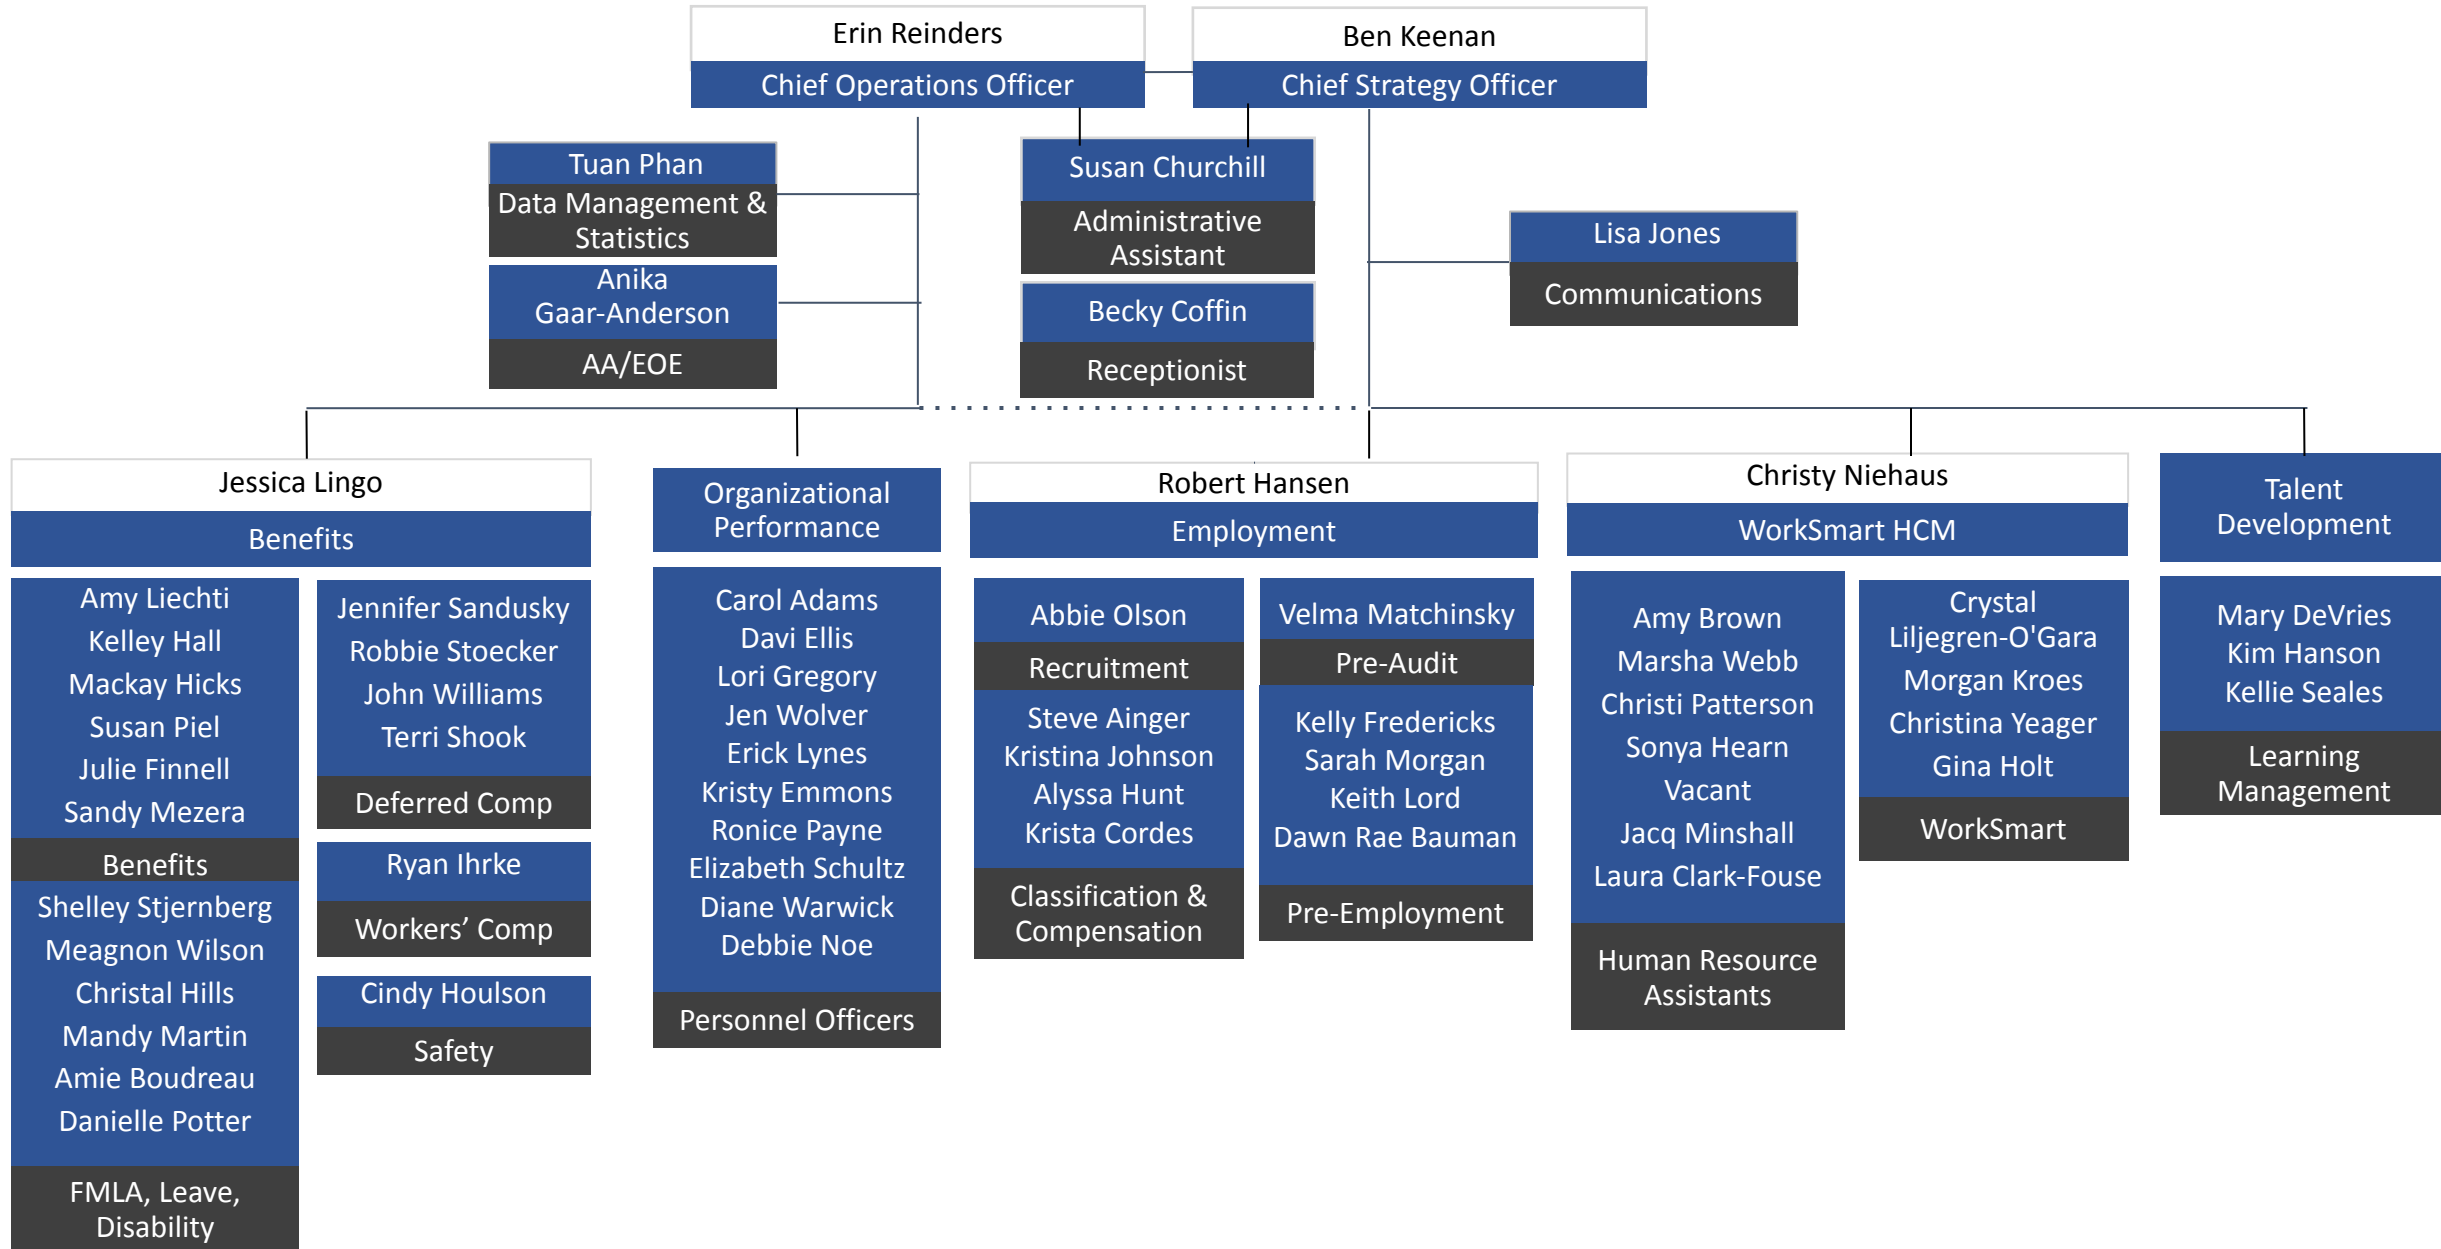 Erin Reinders
Chief Operations Officer
Ben Keenan
Chief Strategy Officer
Tuan Phan
Data Management &
Statistics
Anika
Gaar-Anderson
AA/EOE
Susan Churchill
Administrative
Assistant
Becky Coffin
Receptionist
Lisa Jones
Communications
Jessica Lingo
Benefits
Amy Liechti
Kelley Hall
Mackay Hicks
Susan Piel
Julie Finnell
Sandy Mezera
Benefits
Shelley Stjernberg
Meagnon Wilson
Christal Hills
Mandy Martin
Amie Boudreau
Danielle Potter
FMLA, Leave,
Disability
Jennifer Sandusky
Robbie Stoecker
John Williams
Terri Shook
Deferred Comp
Ryan Ihrke
Workers’ Comp
Cindy Houlson
Safety
Organizational
Performance
Carol Adams
Davi Ellis
Lori Gregory
Jen Wolver
Erick Lynes
Kristy Emmons
Ronice Payne
Elizabeth Schultz
Diane Warwick
Debbie Noe
Personnel Officers
Robert Hansen
Employment
Abbie Olson
Recruitment
Steve Ainger
Kristina Johnson
Alyssa Hunt
Krista Cordes
Classification &
Compensation
Velma Matchinsky
Pre-Audit
Kelly Fredericks
Sarah Morgan
Keith Lord
Dawn Rae Bauman
Pre-Employment
Christy Niehaus
WorkSmart HCM
Amy Brown
Marsha Webb
Christi Patterson
Sonya Hearn
Vacant
Jacq Minshall
Laura Clark-Fouse
Human Resource
Assistants
Crystal
Liljegren-O'Gara
Morgan Kroes
Christina Yeager
Gina Holt
WorkSmart
Talent
Development
Mary DeVries
Kim Hanson
Kellie Seales
Learning
Management